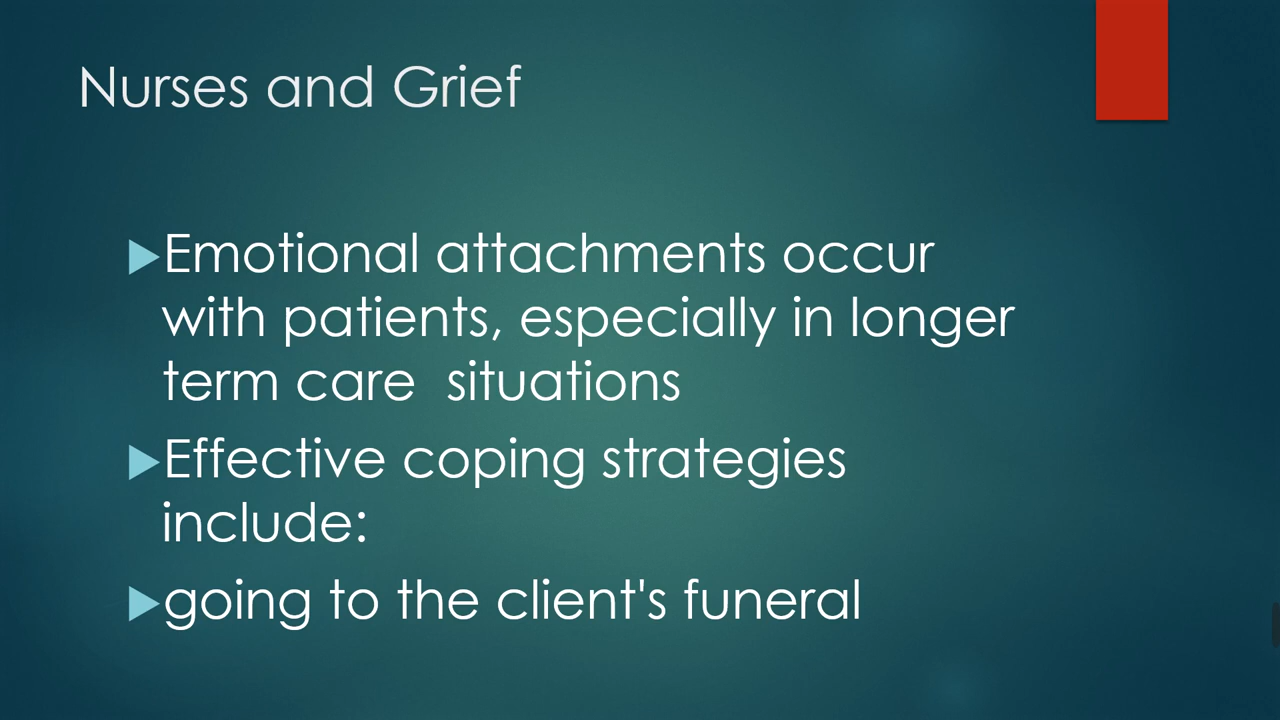 Nurses and Grief
Emotional attachments occur
with patients, especially in longer
term care  situations
Effective coping strategies
include:
going to the client's funeral